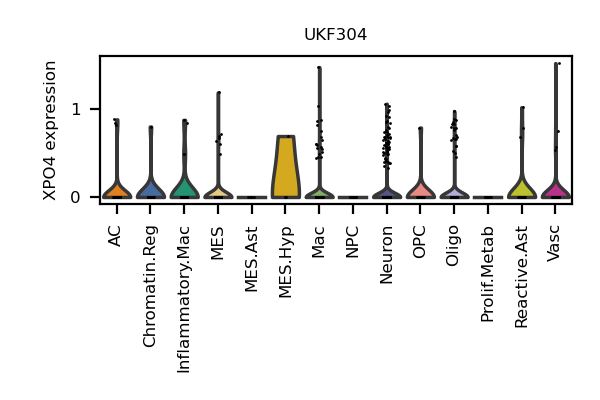 UKF304
XPO4 expression
1
0
AC
Chromatin.Reg
Inflammatory.Mac
MES
MES.Ast
MES.Hyp
Mac
NPC
Neuron
OPC
Oligo
Prolif.Metab
Reactive.Ast
Vasc